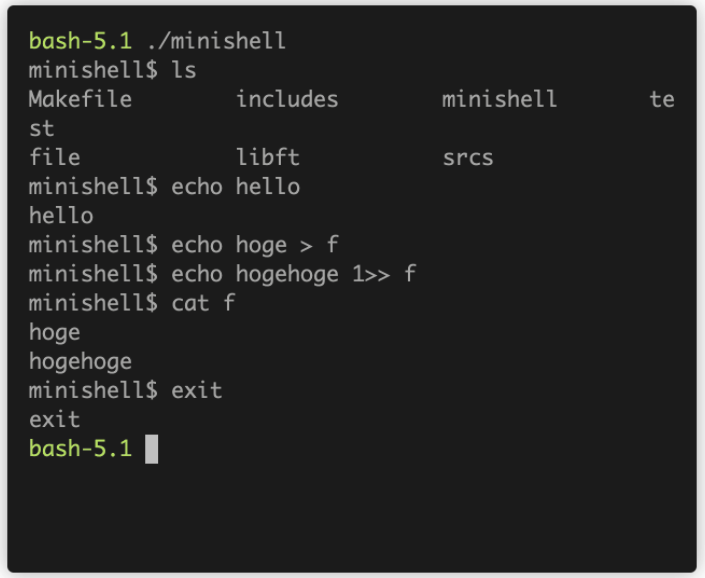 bash-5.1 ./minishell
minishell$ ls
Makefile        includes        minishell       te
st
file            libft           srcs
minishell$ echo hello
hello
minishell$ echo hoge > f
minishell$ echo hogehoge 1>> f
minishell$ cat f
hoge
hogehoge
minishell$ exit
exit
bash-5.1